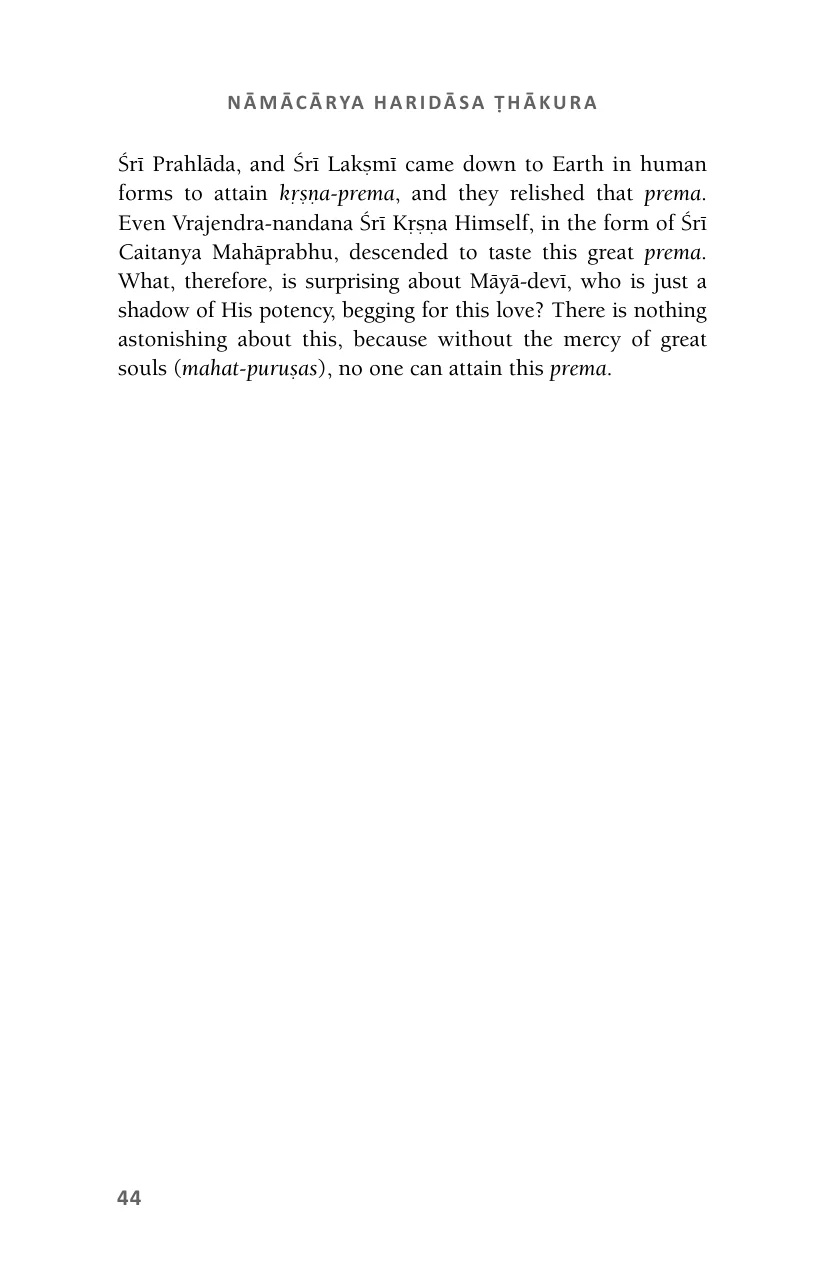 NĀMĀCĀRYA HARIDĀSA ṬHĀKURA
Śrī Prahlāda, and Śrī Lakṣmī came down to Earth in human
forms to attain kṛṣṇa-prema, and they relished that prema.
Even Vrajendra-nandana Śrī Kṛṣṇa Himself, in the form of Śrī
Caitanya Mahāprabhu, descended to taste this great prema.
What, therefore, is surprising about Māyā-devī, who is just a
shadow of His potency, begging for this love? There is nothing
astonishing about this, because without the mercy of great
souls (mahat-puruṣas), no one can attain this prema.
44